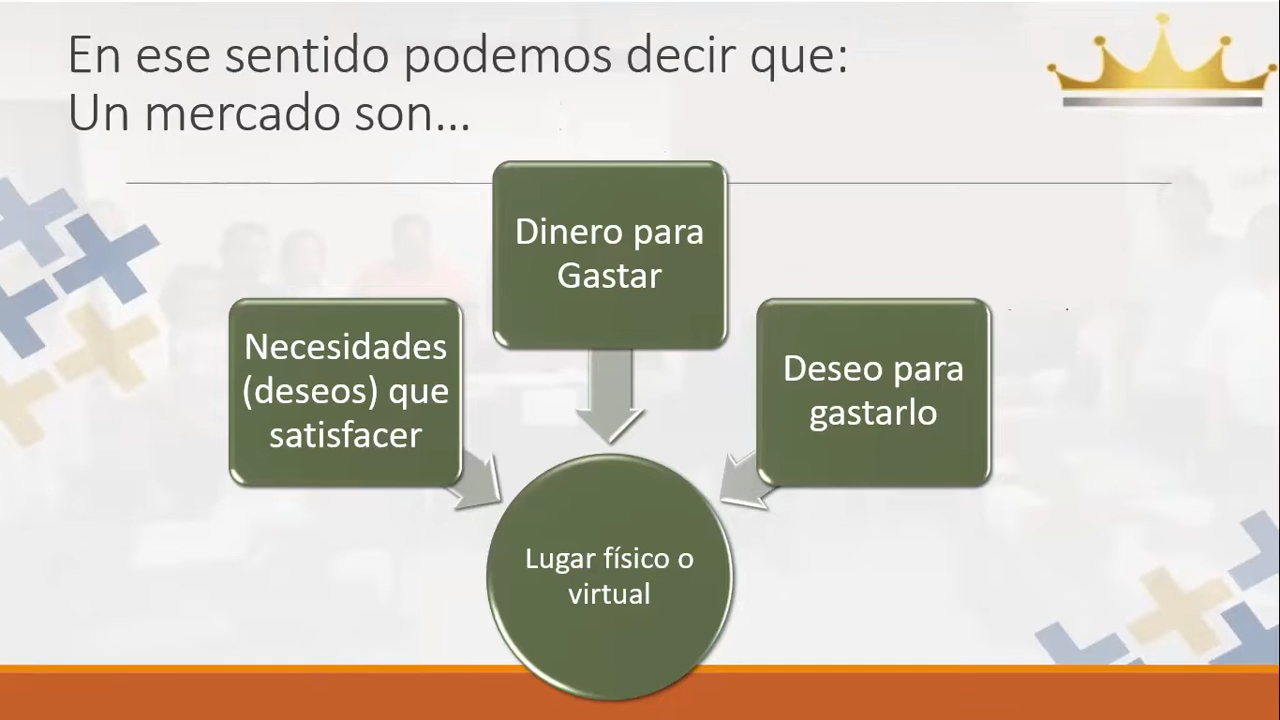 En ese sentido podemos decir que:
Un mercado son...
Dinero para
Gastar
Necesidades
(deseos) que
satisfacer
Deseo para
gastarlo
Lugar físico o
virtual